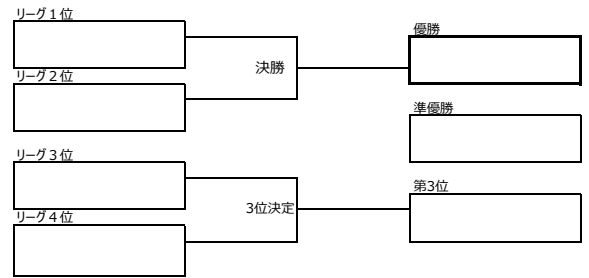 リーグ１位
優勝
決勝
リーグ２位
準優勝
リーグ３位
第3位
3位決定
リーグ４位